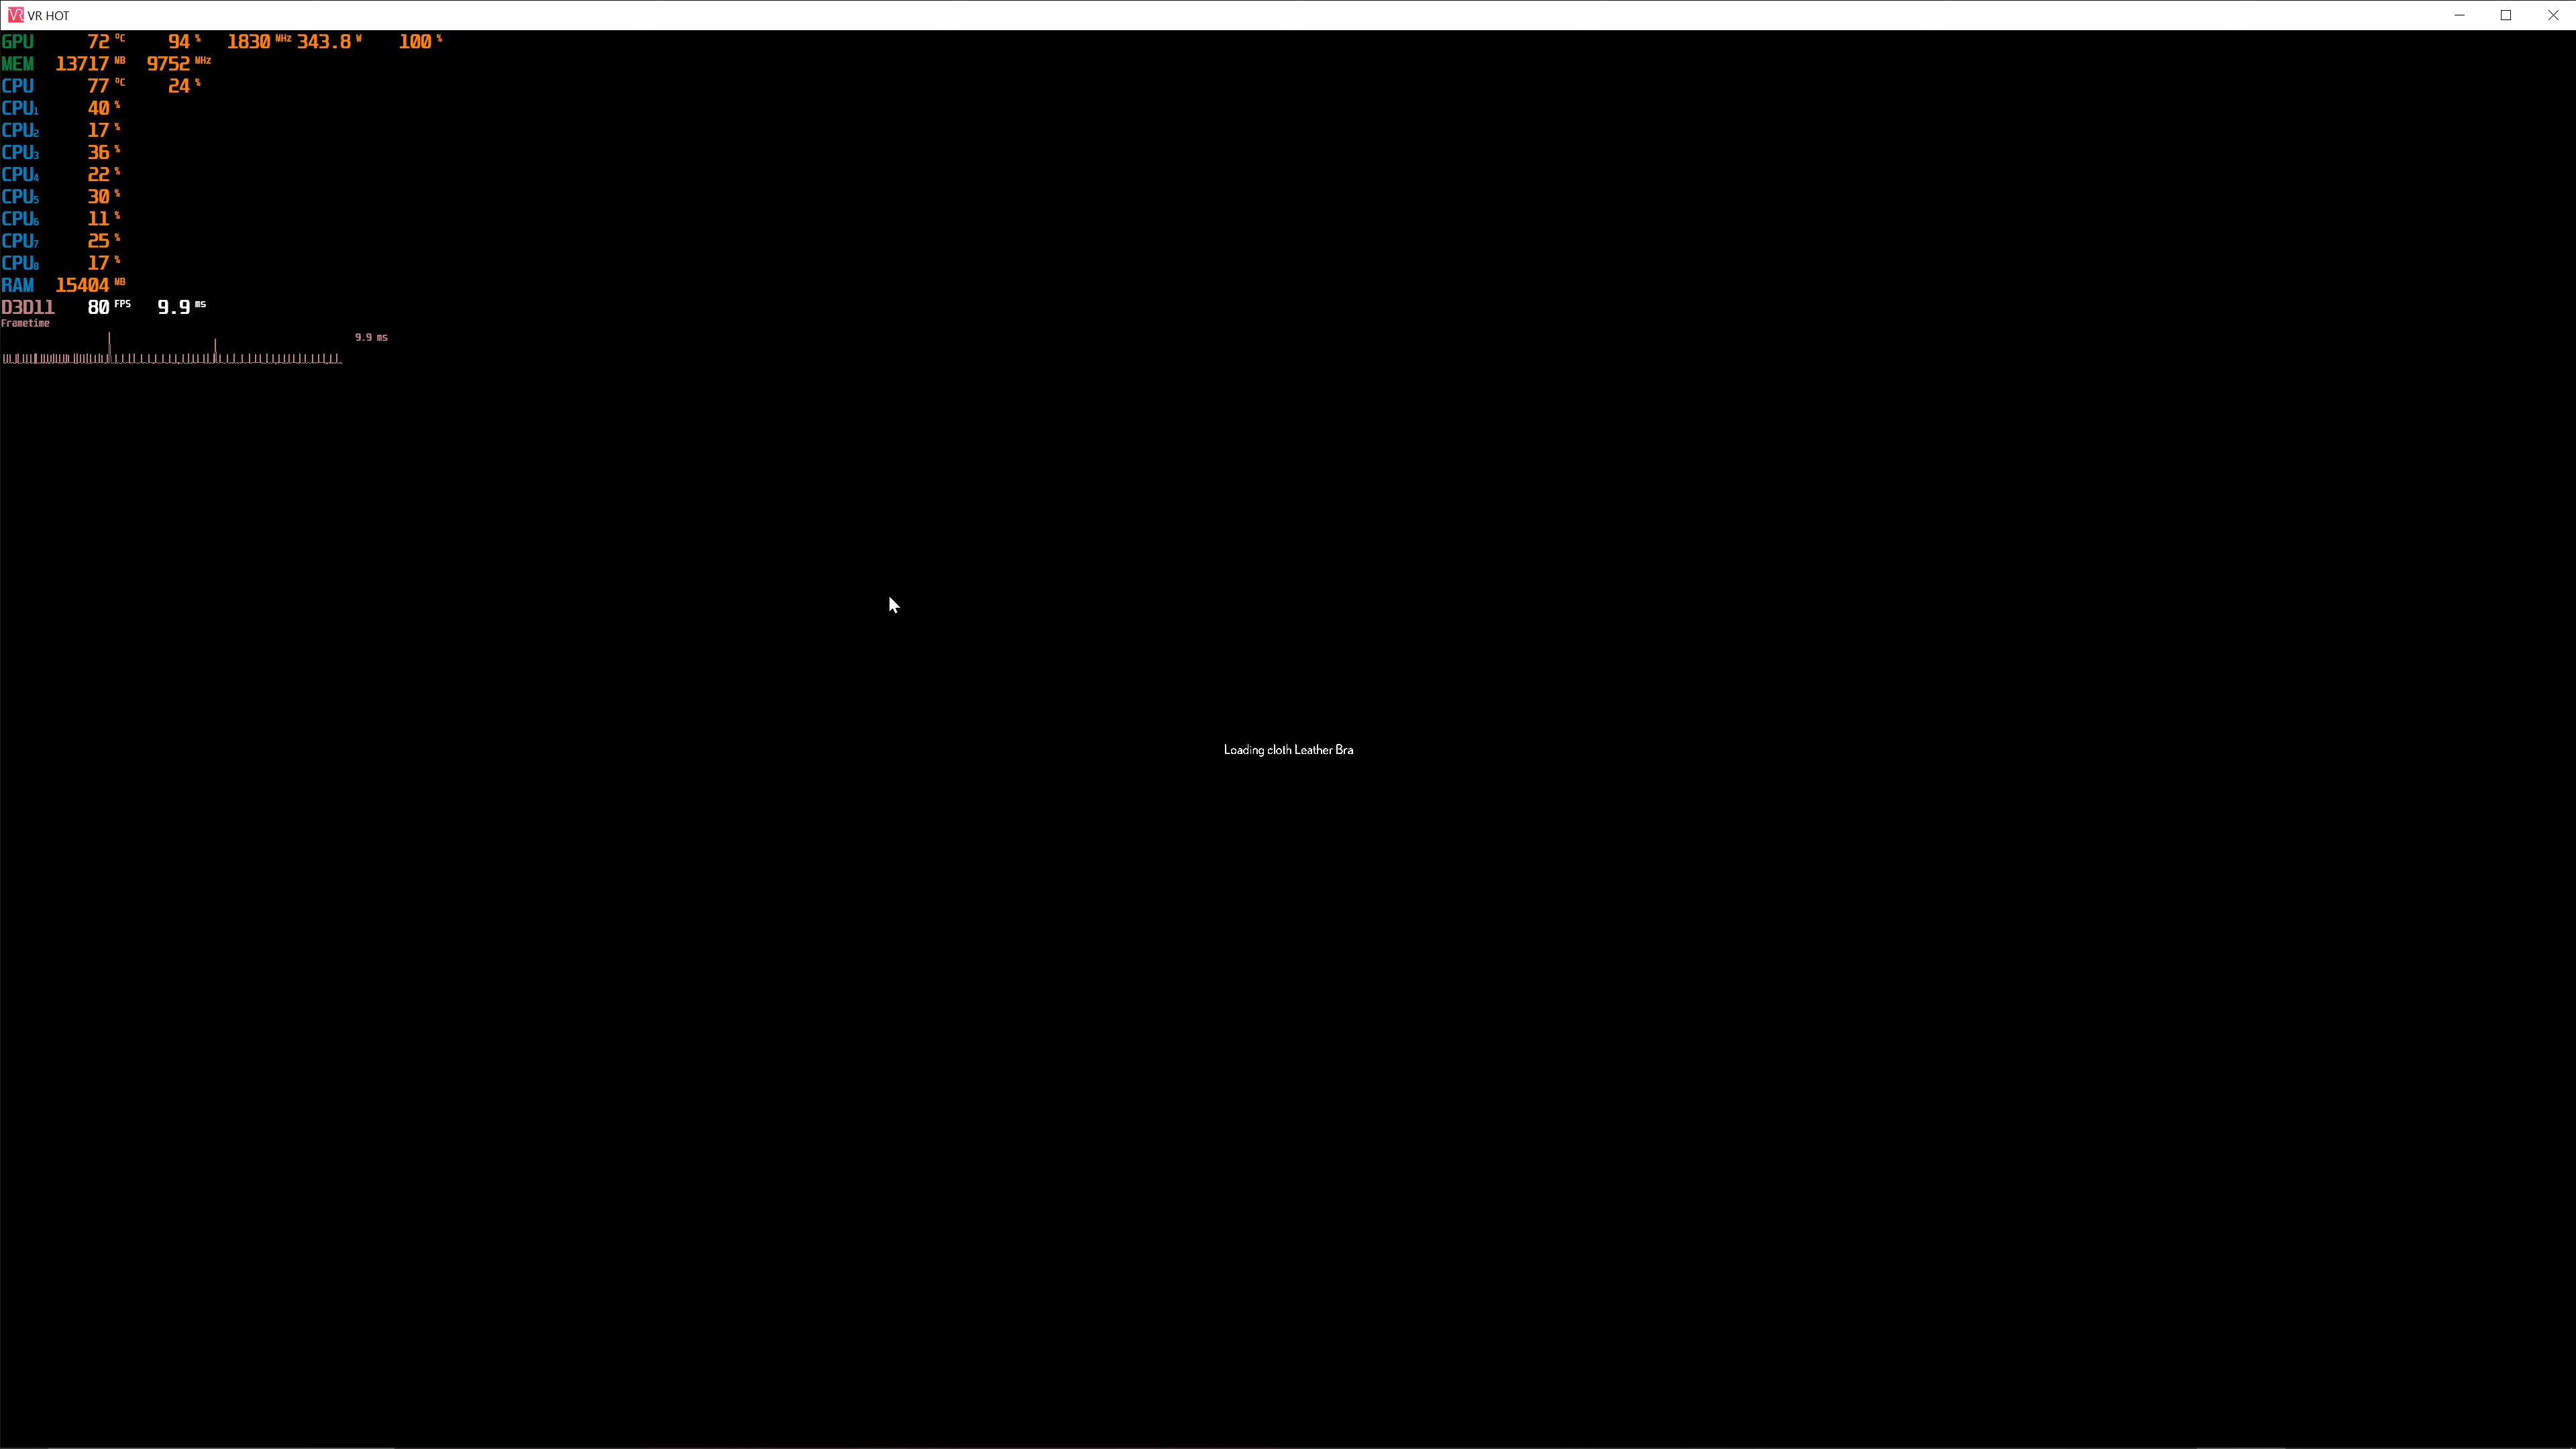 VR VR HOT
GPU 72 °C 94 % 1830 MHz 343.8 W 100 %
MEM 13717 MB 9752 MHz
CPU 77 °C 24 %
CPU1 40 %
CPU2 17 %
CPU3 36 %
CPU4 22 %
CPU5 30 %
CPU6 11 %
CPU7 25 %
CPU8 17 %
RAM 15404 MB
D3D11 80 FPS 9.9 ms
Frametime
9.9 ms
Loading cloth Leather Bra